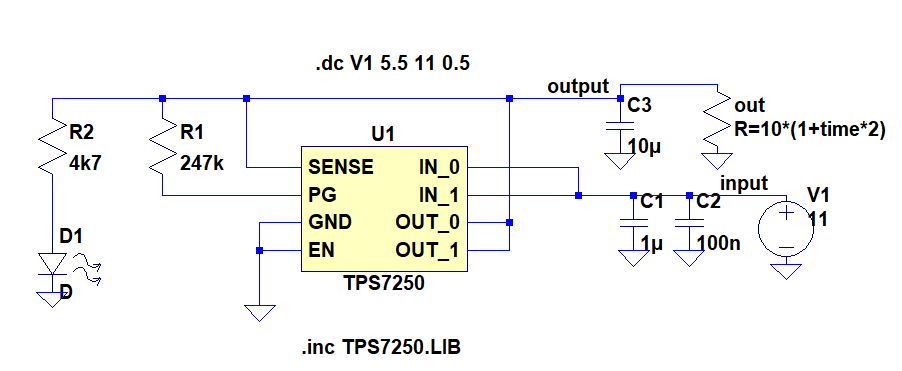 .dc V1 5.5 11 0.5
output
R2
4k7
R1
247k
U1
C3
10µ
out
R=10*(1+time*2)
SENSE
IN_0
PG
IN_1
GND
OUT_0
EN
OUT_1
TPS7250
input
C1
1µ
C2
100n
V1
11
D1
D
.inc TPS7250.LIB